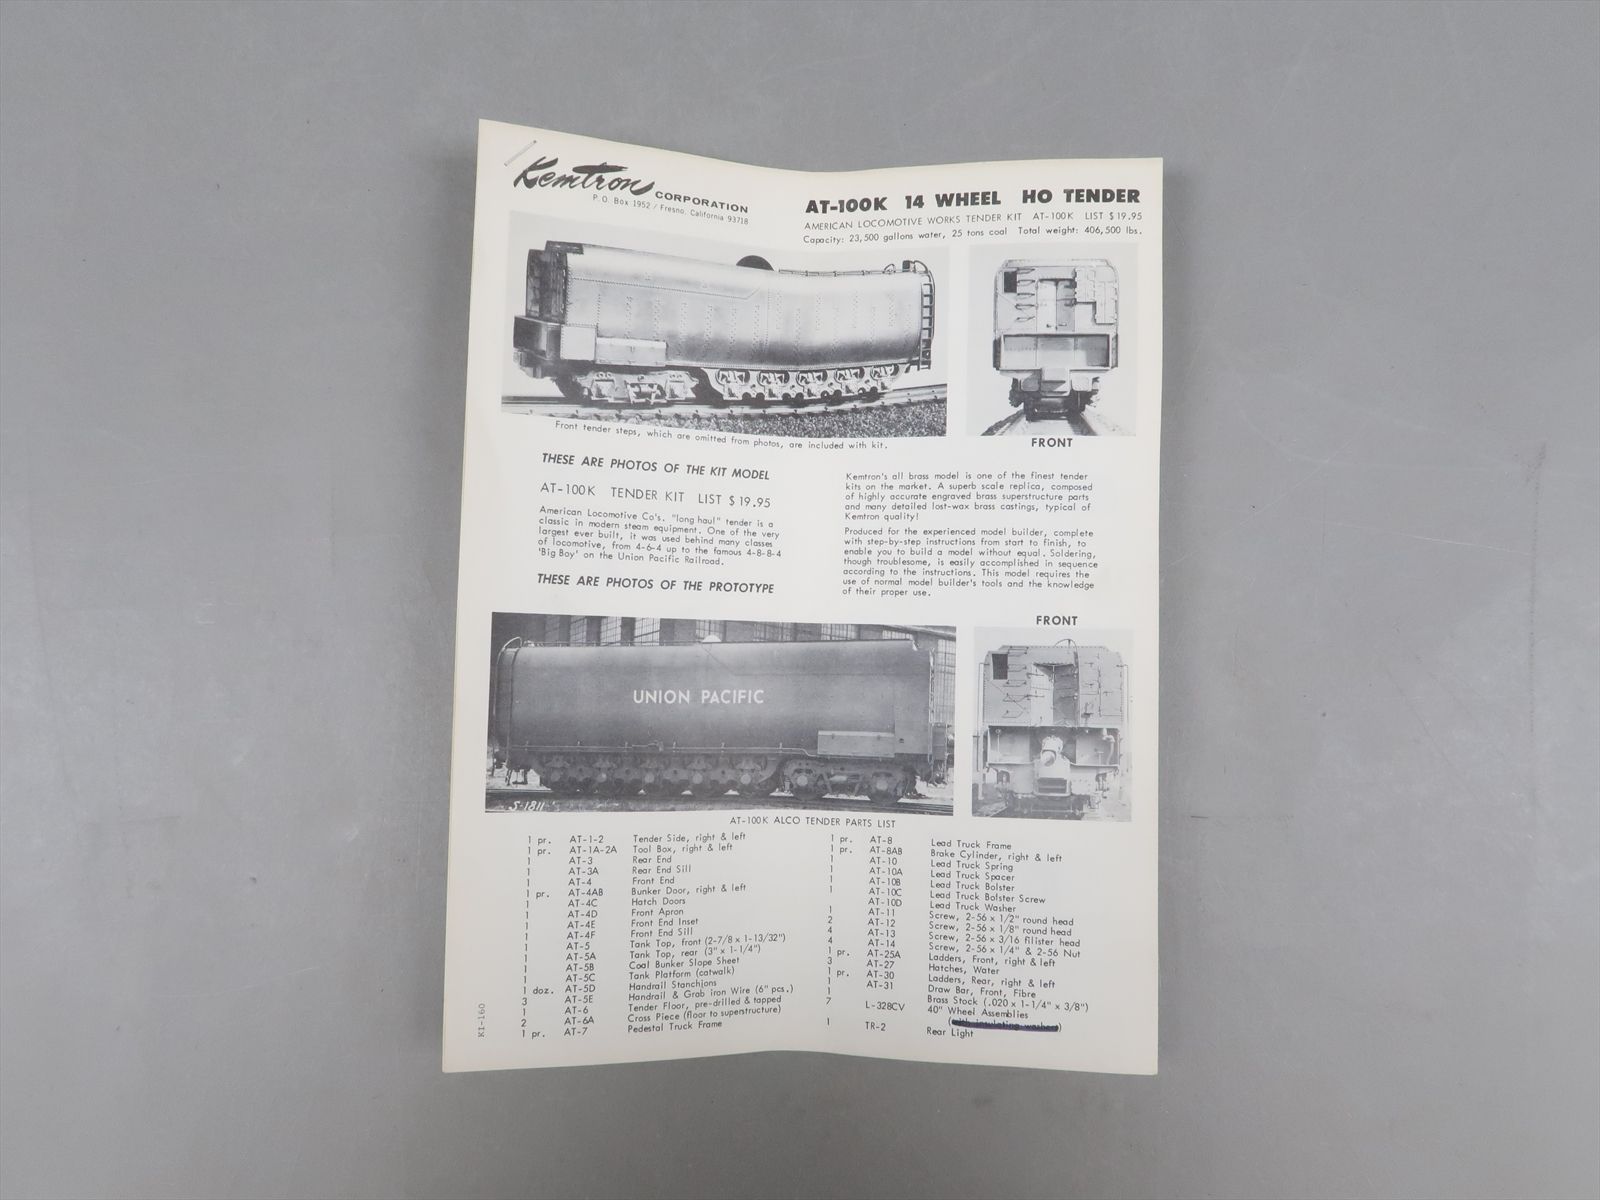 Kemtron CORPORATION
P.O. Box 1952 / Fresno, California 93718
AT-100K 14 WHEEL HO TENDER
AMERICAN LOCOMOTIVE WORKS TENDER KIT AT-100K LIST $19.95
Capacity: 23,500 gallons water, 25 tons coal Total weight: 406,500 lbs.
Front tender steps, which are omitted from photos, are included with kit.
FRONT
THESE ARE PHOTOS OF THE KIT MODEL
AT-100K TENDER KIT LIST $19.95
American Locomotive Co's. "long haul" tender is a
classic in modern steam equipment. One of the very
largest ever built, it was used behind many classes
of locomotive, from 4-6-4 up to the famous 4-8-8-4
'Big Boy' on the Union Pacific Railroad.
THESE ARE PHOTOS OF THE PROTOTYPE
Kemtron's all brass model is one of the finest tender
kits on the market. A superb scale replica, composed
of highly accurate engraved brass superstructure parts
and many detailed lost-wax brass castings, typical of
Kemtron quality!
Produced for the experienced model builder, complete
with step-by-step instructions from start to finish, to
enable you to build a model without equal. Soldering,
though troublesome, is easily accomplished in sequence
according to the instructions. This model requires the
use of normal model builder's tools and the knowledge
of their proper use.
FRONT
UNION PACIFIC
S-1811
AT-100K ALCO TENDER PARTS LIST
1 pr. AT-1-2 Tender Side, right & left
1 pr. AT-1A-2A Tool Box, right & left
1 AT-3 Rear End
1 AT-3A Rear End Sill
1 AT-4 Front End
1 pr. AT-4AB Bunker Door, right & left
1 AT-4C Hatch Doors
1 AT-4D Front Apron
1 AT-4E Front End Inset
1 AT-4F Front End Sill
1 AT-5 Tank Top, front (2-7/8 x 1-13/32")
1 AT-5A Tank Top, rear (3" x 1-1/4")
1 AT-5B Coal Bunker Slope Sheet
1 AT-5C Tank Platform (catwalk)
1 doz. AT-5D Handrail Stanchions
3 AT-5E Handrail & Grab iron Wire (6" pcs.)
1 AT-6 Tender Floor, pre-drilled & tapped
2 AT-6A Cross Piece (floor to superstructure)
1 pr. AT-7 Pedestal Truck Frame
1 pr. AT-8 Lead Truck Frame
1 pr. AT-8AB Brake Cylinder, right & left
1 AT-10 Lead Truck Spring
1 AT-10A Lead Truck Spacer
1 AT-10B Lead Truck Bolster
1 AT-10C Lead Truck Bolster Screw
AT-10D Lead Truck Washer
1 AT-11 Screw, 2-56 x 1/2" round head
2 AT-12 Screw, 2-56 x 1/8" round head
4 AT-13 Screw, 2-56 x 3/16 filister head
4 AT-14 Screw, 2-56 x 1/4" & 2-56 Nut
1 pr. AT-25A Ladders, Front, right & left
3 AT-27 Hatches, Water
1 pr. AT-30 Ladders, Rear, right & left
1 AT-31 Draw Bar, Front, Fibre
1 Brass Stock (.020 x 1-1/4" x 3/8")
7 L-328CV 40" Wheel Assemblies
(with insulating washers)
1 TR-2 Rear Light
KI-160